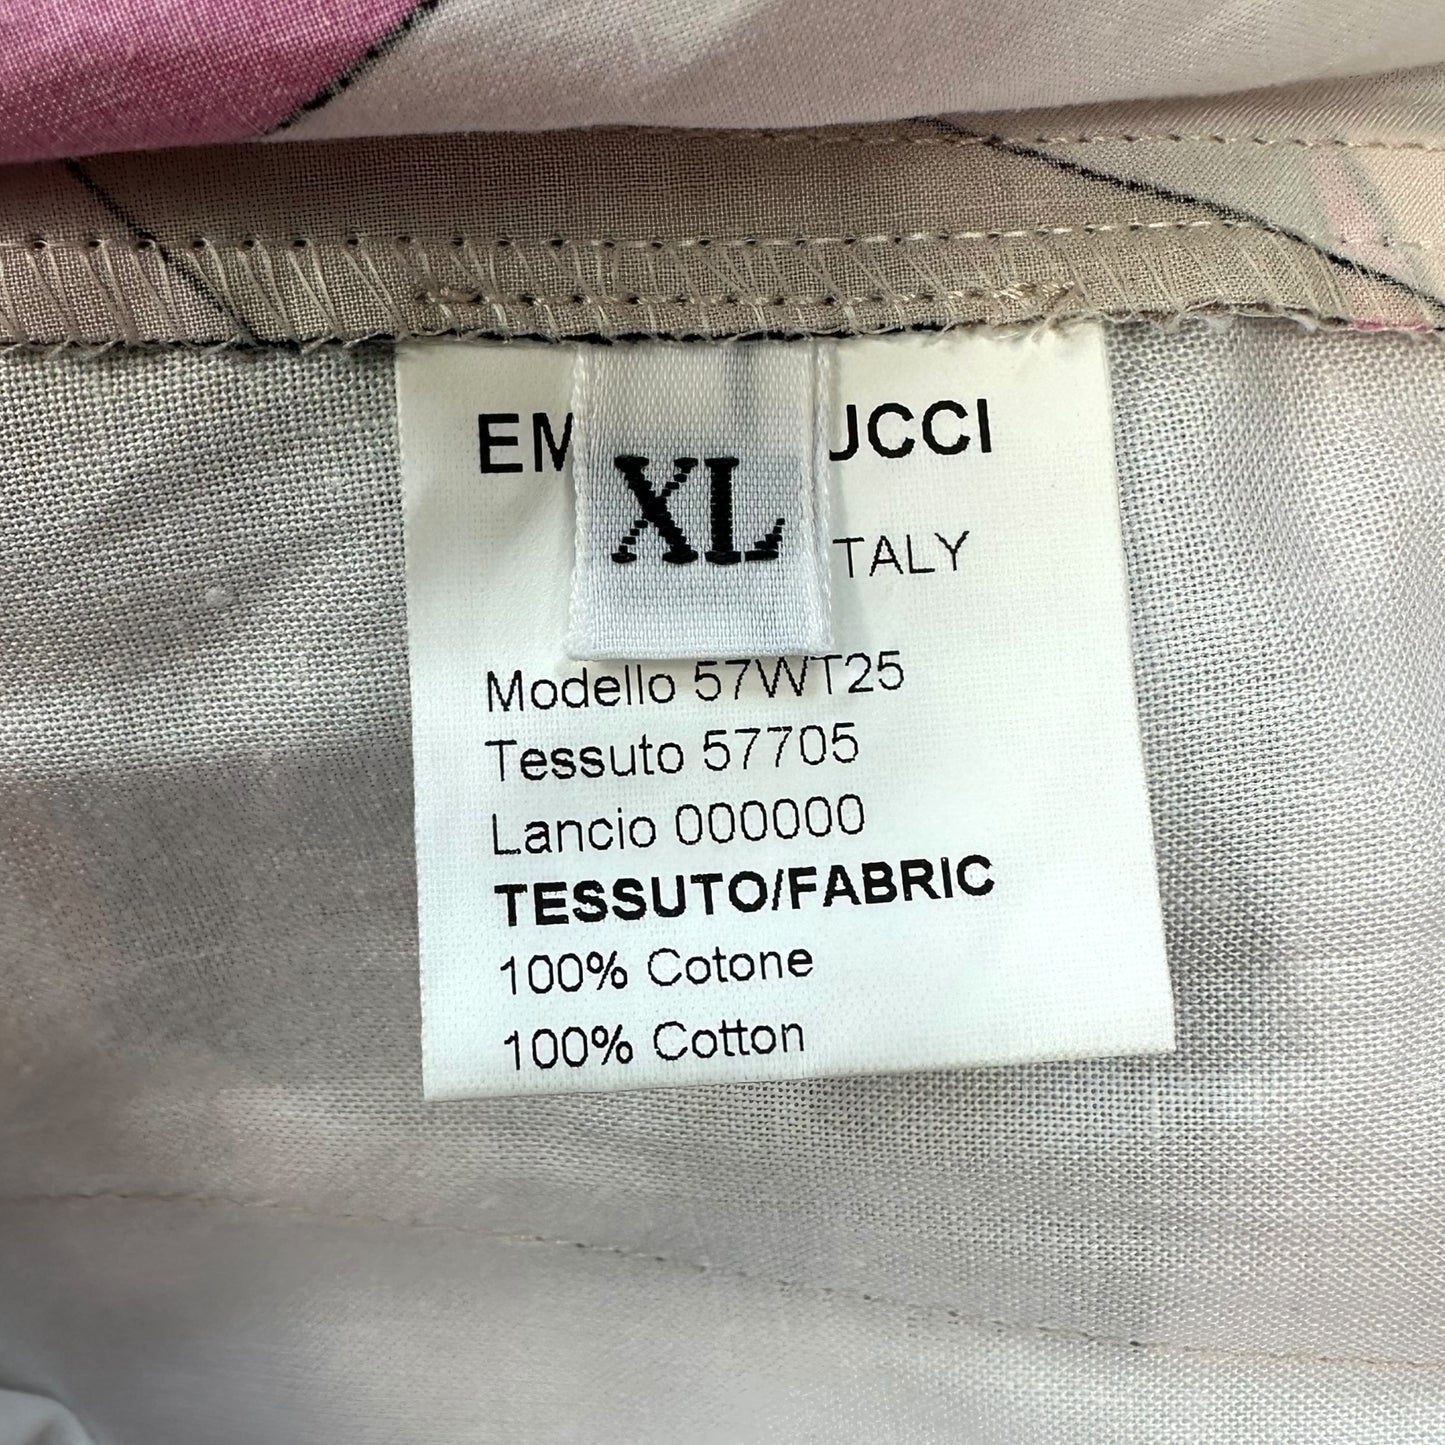 EM UCCI
XL
TALY
Modello 57WT25
Tessuto 57705
Lancio 000000
TESSUTO/FABRIC
100% Cotone
100% Cotton